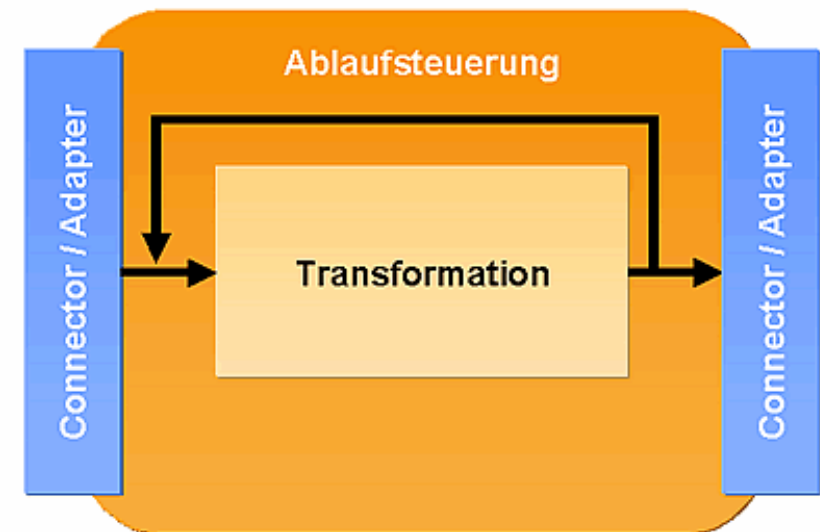 Ablaufsteuerung
Connector / Adapter
Transformation
Connector / Adapter